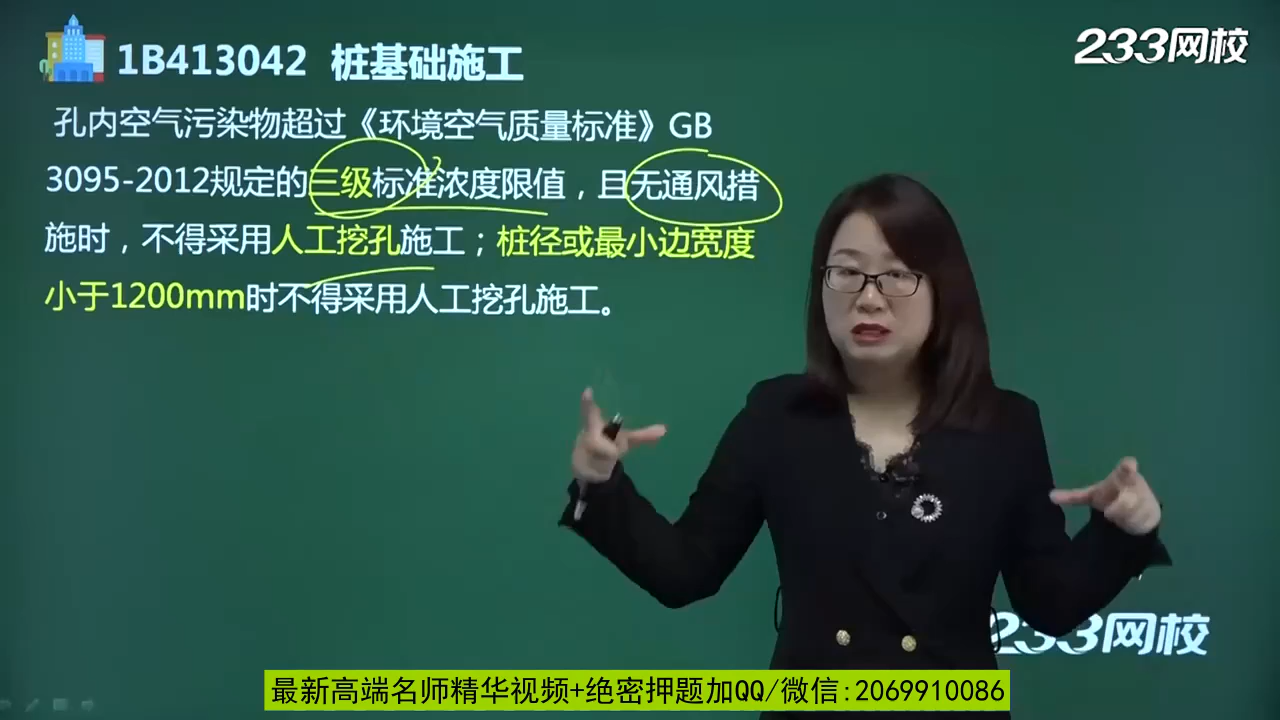 1B413042 桩基础施工
233网校
孔内空气污染物超过《环境空气质量标准》GB
3095-2012规定的三级标准浓度限值，且无通风措
施时，不得采用人工挖孔施工；桩径或最小边宽度
小于1200mm时不得采用人工挖孔施工。
233网校
最新高端名师精华视频+绝密押题加QQ/微信:2069910086